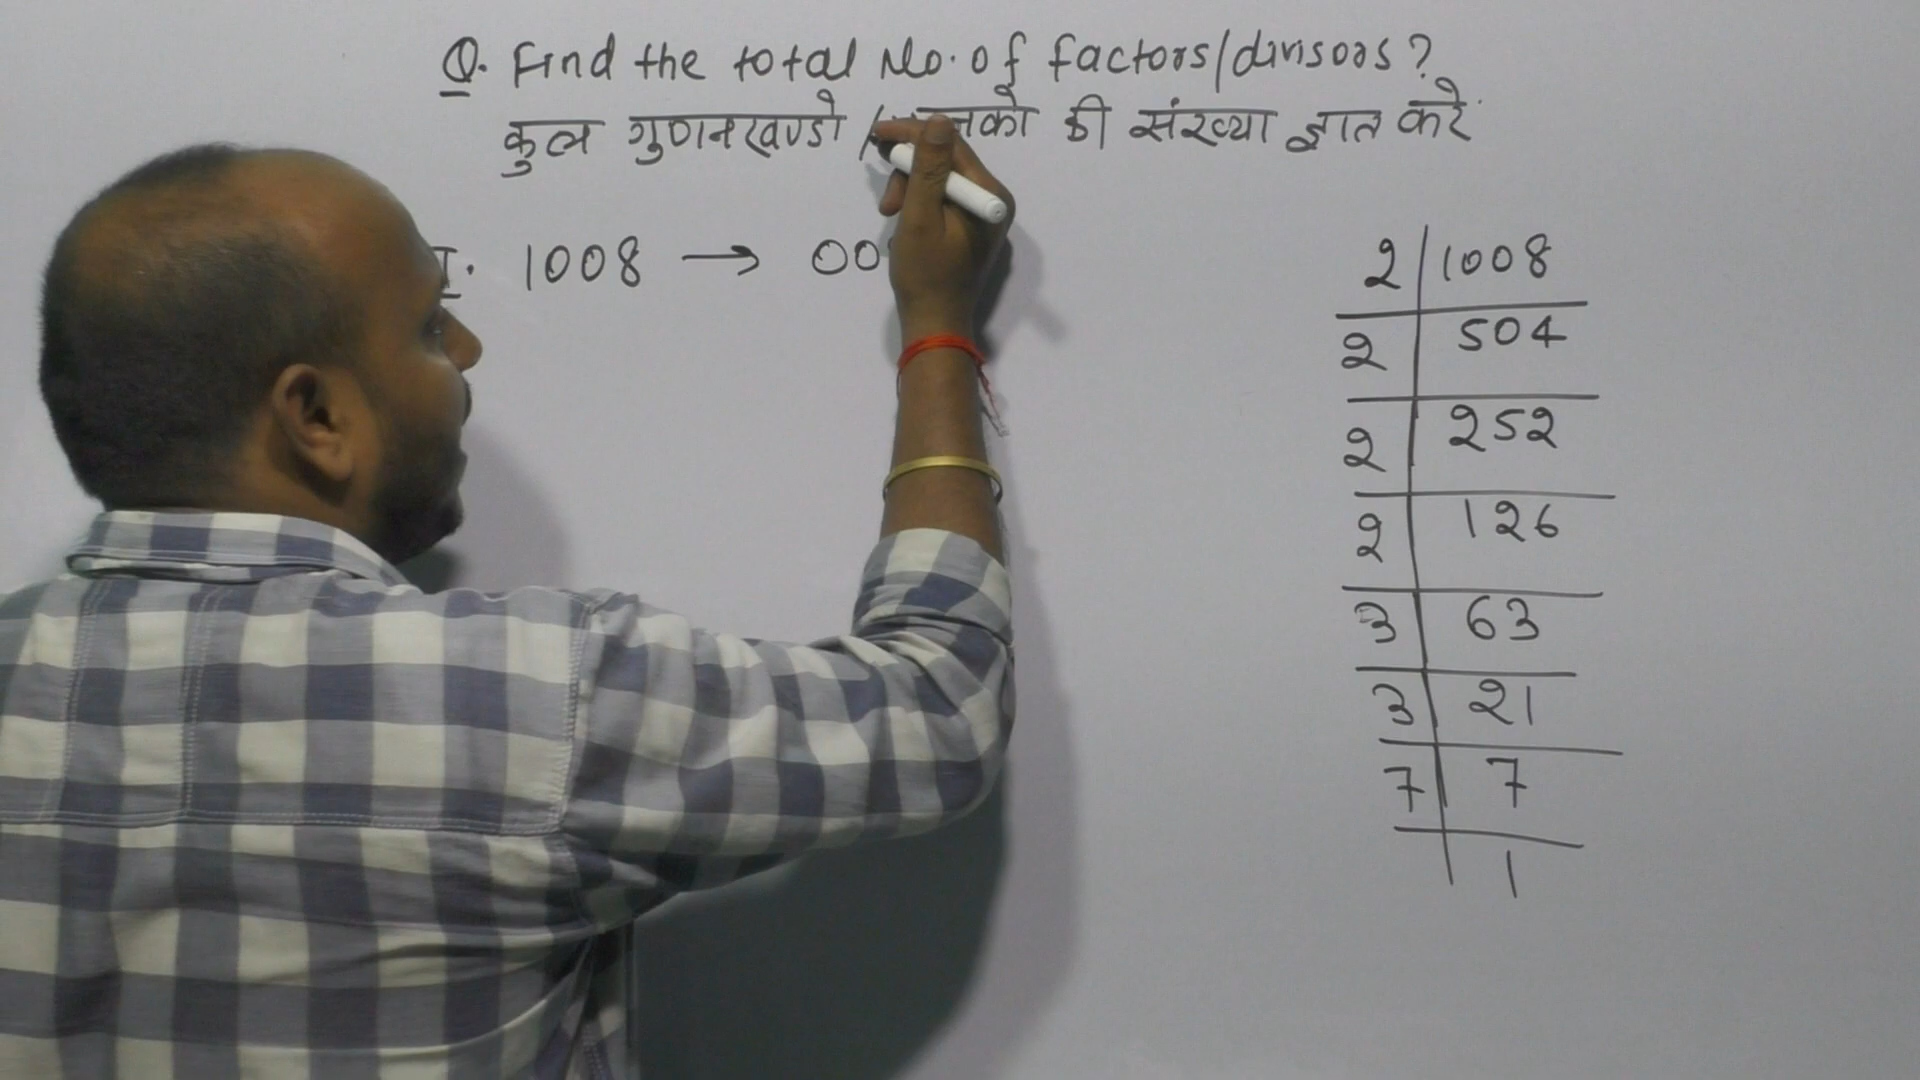 Q. Find the total No. of factors/divisors?
कुल गुणनखण्डो / की संख्या ज्ञात करे
I. 1008 → 00
2 | 1008
2 | 504
2 | 252
2 | 126
3 | 63
3 | 21
7 | 7
1